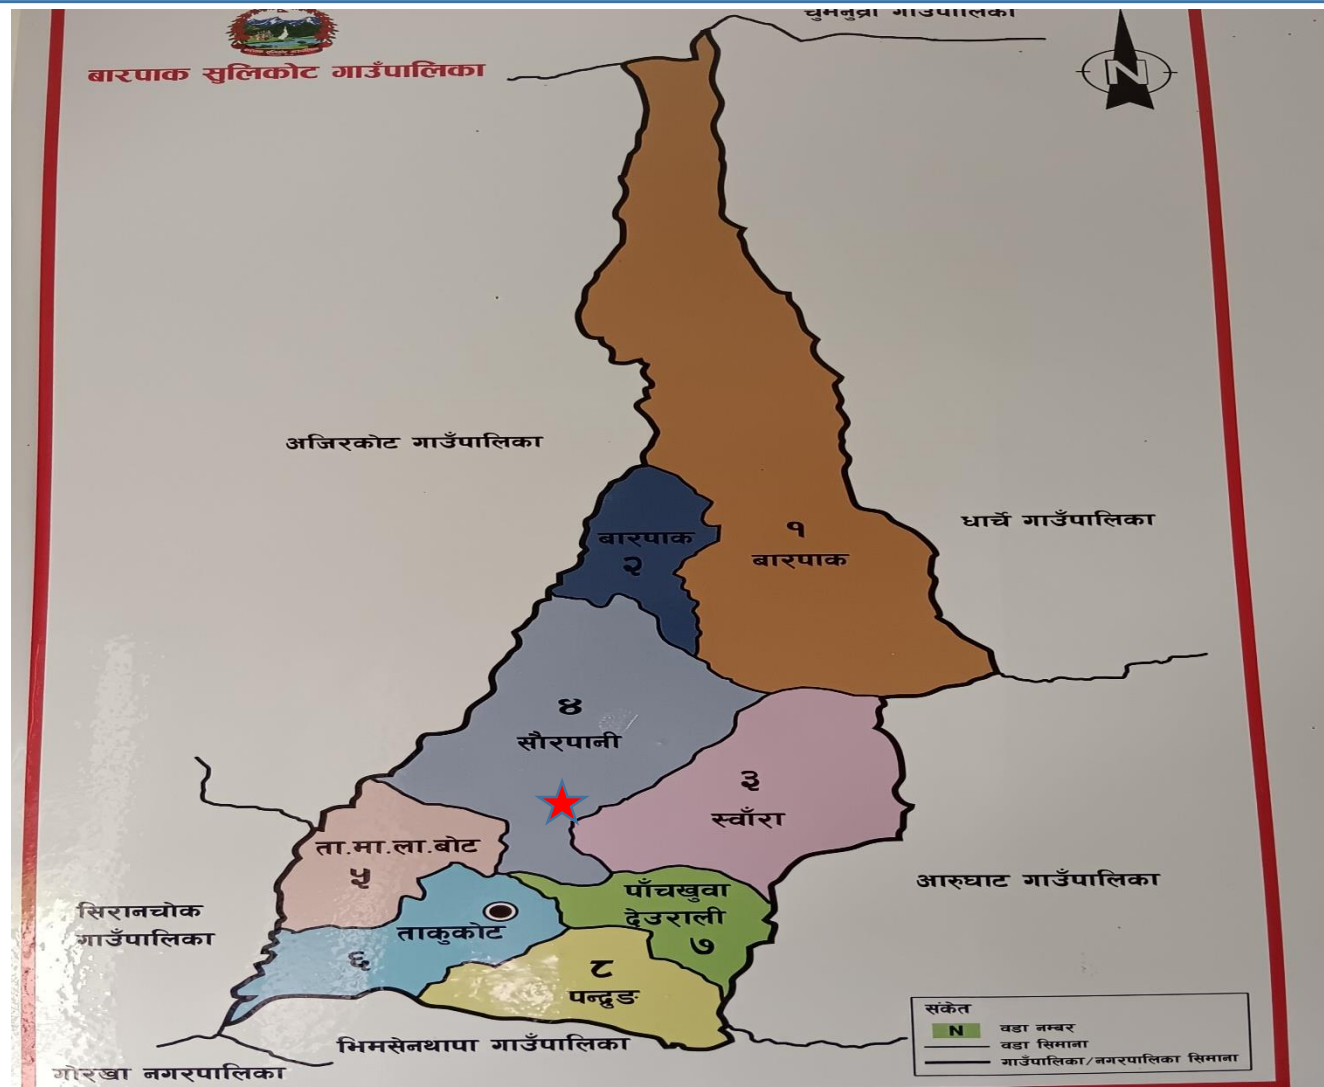 चुमनुव्री गाउँपालिका
बारपाक सुलिकोट गाउँपालिका
N
अजिरकोट गाउँपालिका
धार्चे गाउँपालिका
बारपाक
२
१
बारपाक
४
सौरपानी
३
स्वाँरा
ता.मा.ला.बोट
५
सिरानचोक
गाउँपालिका
ताकुकोट
६
पाँचखुवा
देउराली
७
आरुघाट गाउँपालिका
८
पन्द्रुङ
भिमसेनथापा गाउँपालिका
गोरखा नगरपालिका
संकेत
N वडा नम्बर
वडा सिमाना
गाउँपालिका/नगरपालिका सिमाना